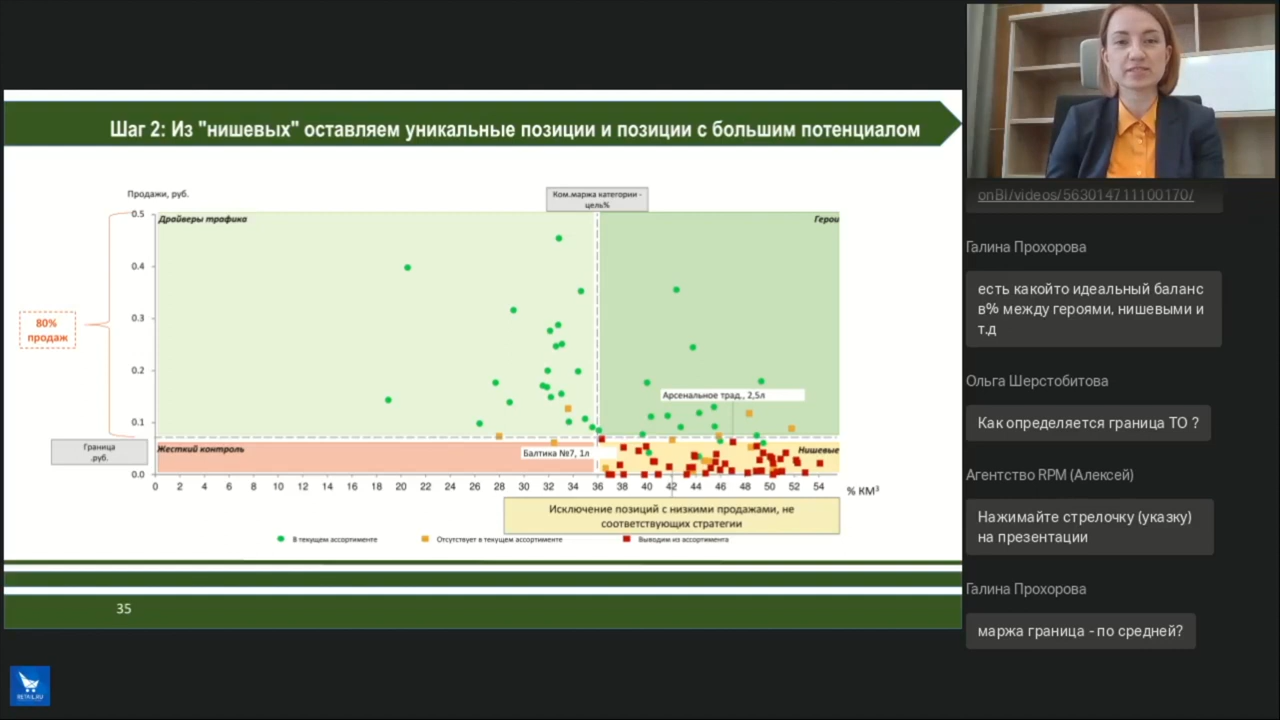 Шаг 2: Из "нишевых" оставляем уникальные позиции и позиции с большим потенциалом
Продажи, руб.
Ком.маржа категории -
цель%
0.5
0.4
0.3
0.2
0.1
0.0
Драйверы трафика
Герои
80%
продаж
Арсенальное трад., 2,5л
Граница
.руб.
Жесткий контроль
Балтика №7, 1л
Нишевые
0 2 4 6 8 10 12 14 16 18 20 22 24 26 28 30 32 34 36 38 40 42 44 46 48 50 52 54
% КМ³
Исключение позиций с низкими продажами, не
соответствующих стратегии
В текущем ассортименте
Отсутствует в текущем ассортименте
Выводим из ассортимента
35
RETAIL.RU
onBI/videos/563014711100170/
Галина Прохорова
есть какойто идеальный баланс
в% между героями, нишевыми и
т.д
Ольга Шерстобитова
Как определяется граница ТО ?
Агентство RPM (Алексей)
Нажимайте стрелочку (указку)
на презентации
Галина Прохорова
маржа граница - по средней?